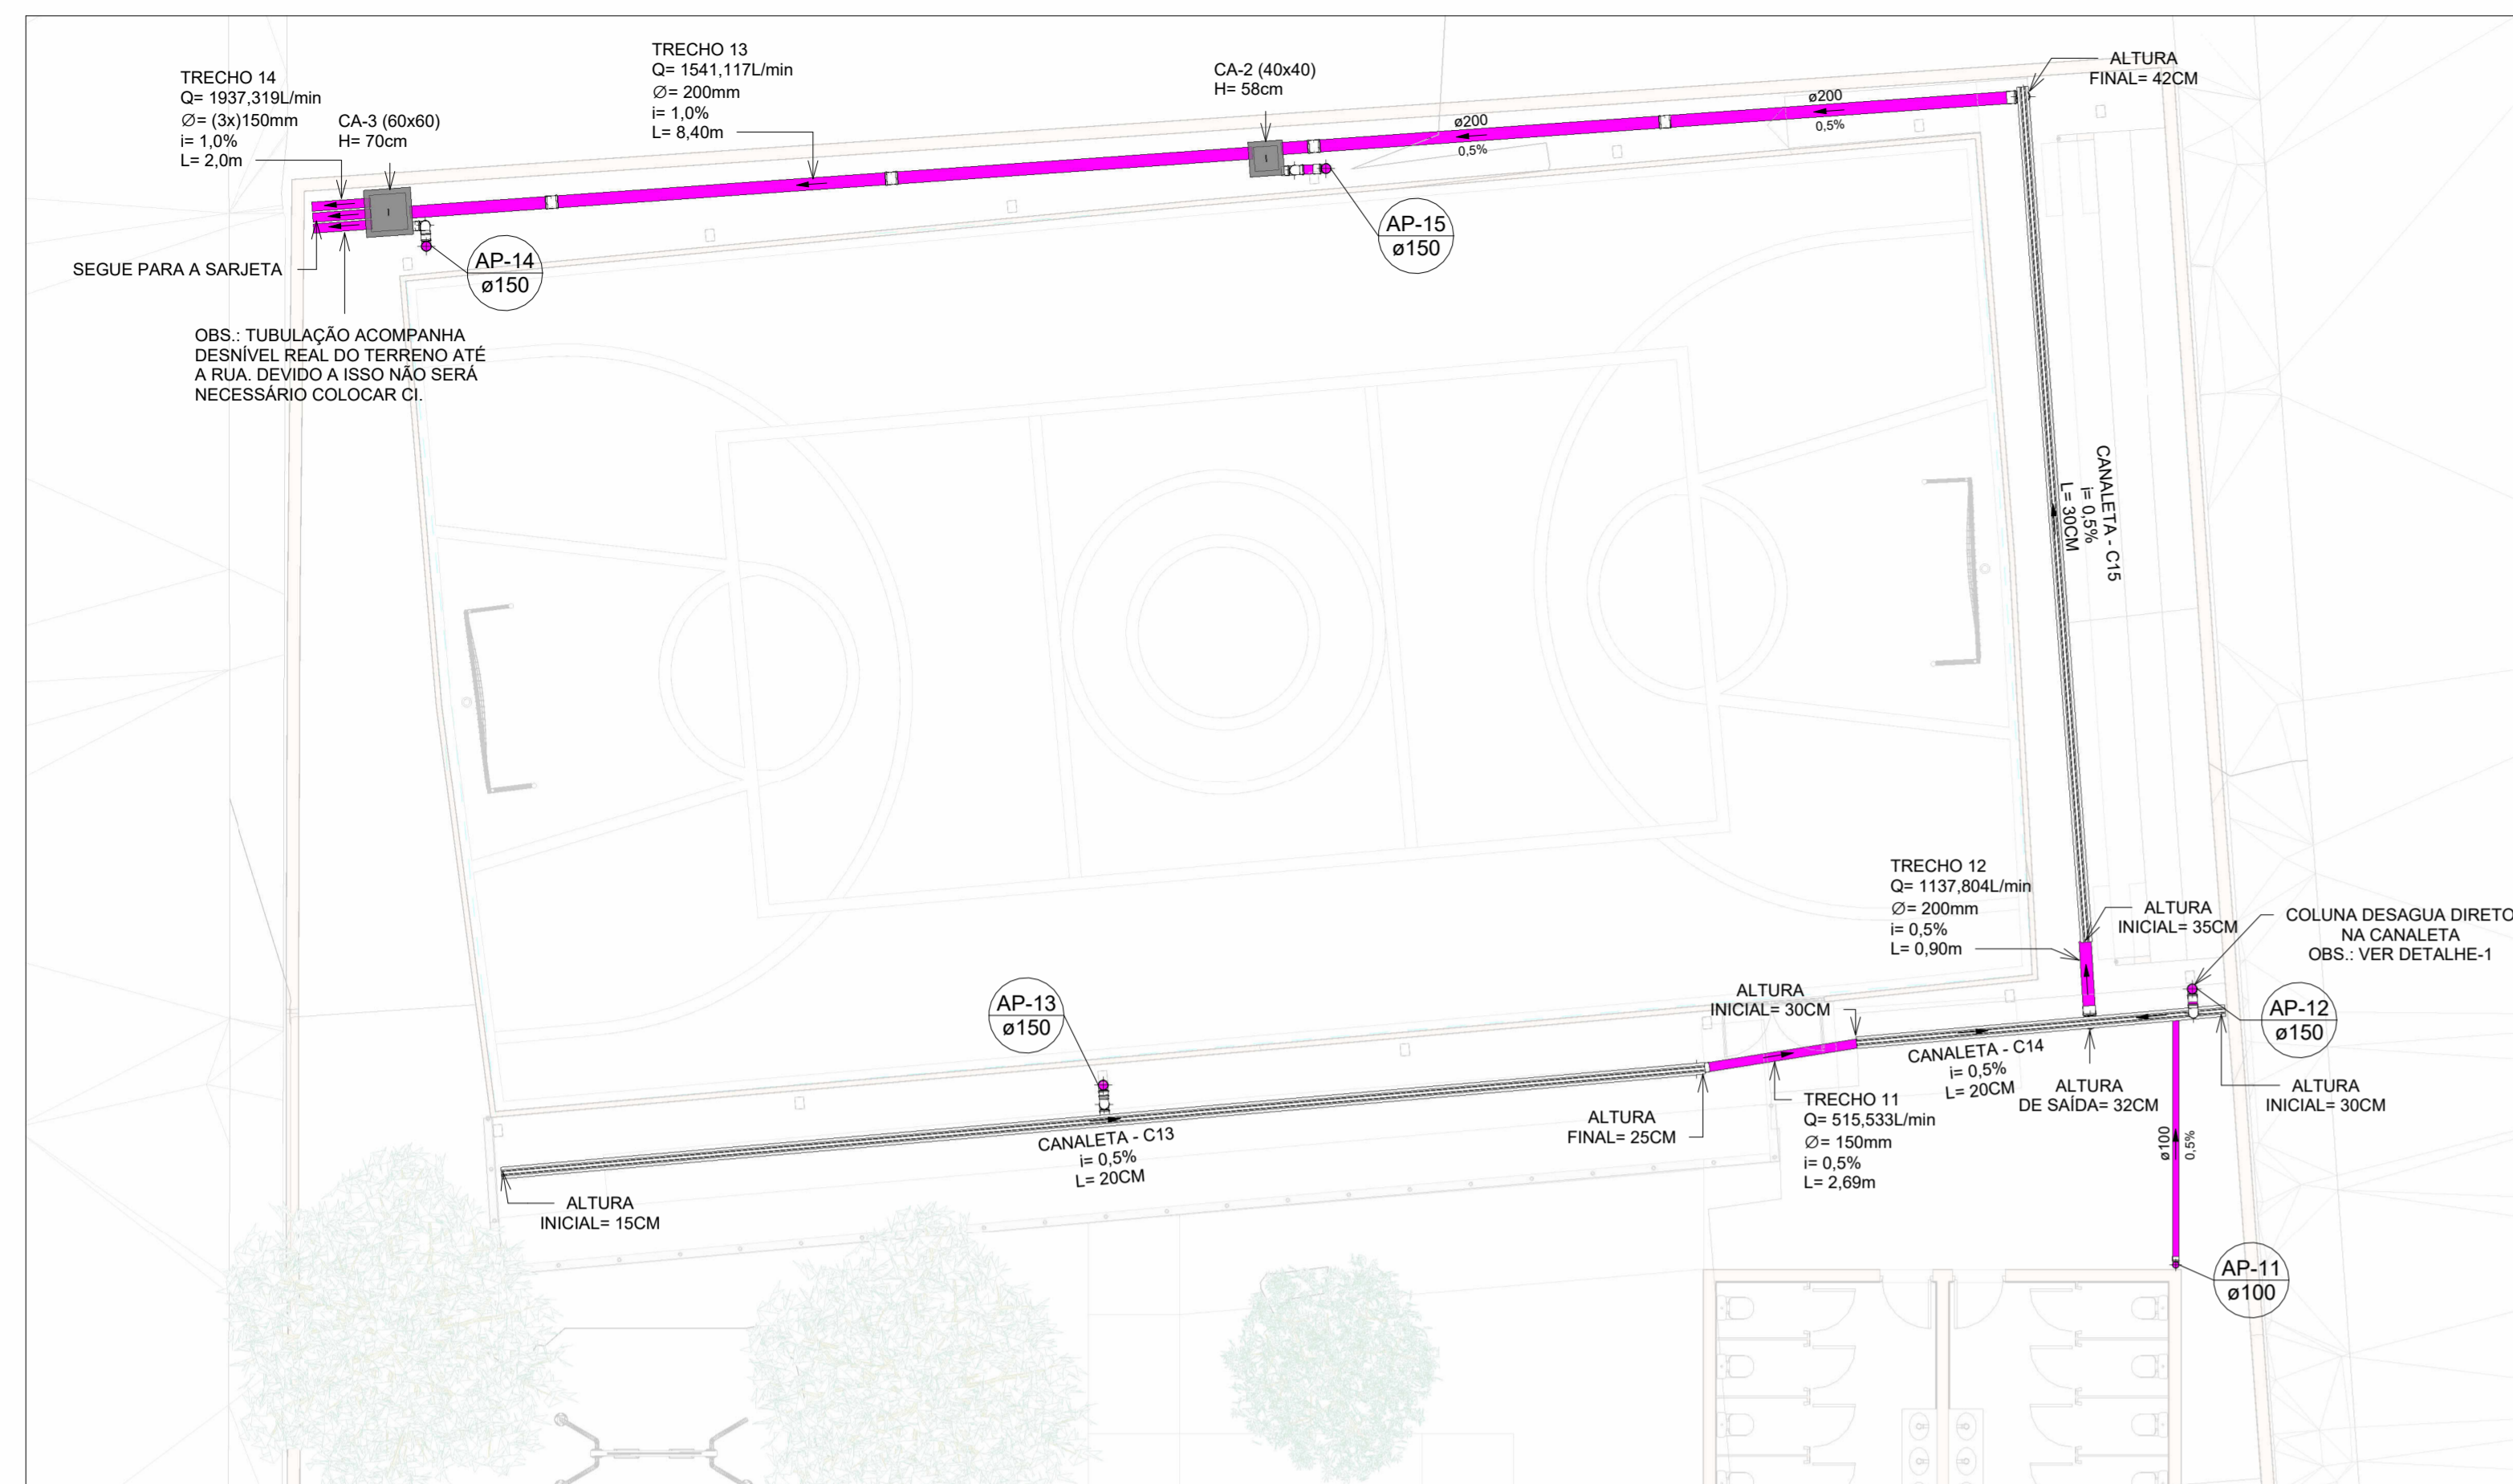 TRECHO 14
Q= 1937,319L/min
Ø= (3x)150mm
i= 1,0%
L= 2,0m
CA-3 (60x60)
H= 70cm
TRECHO 13
Q= 1541,117L/min
Ø= 200mm
i= 1,0%
L= 8,40m
CA-2 (40x40)
H= 58cm
ø200
0,5%
ø200
0,5%
ALTURA
FINAL= 42CM
SEGUE PARA A SARJETA
AP-14
ø150
AP-15
ø150
OBS.: TUBULAÇÃO ACOMPANHA
DESNÍVEL REAL DO TERRENO ATÉ
A RUA. DEVIDO A ISSO NÃO SERÁ
NECESSÁRIO COLOCAR CI.
CANALETA - C15
i= 0,5%
L= 30CM
TRECHO 12
Q= 1137,804L/min
Ø= 200mm
i= 0,5%
L= 0,90m
ALTURA
INICIAL= 35CM
COLUNA DESAGUA DIRETO
NA CANALETA
OBS.: VER DETALHE-1
AP-13
ø150
ALTURA
INICIAL= 30CM
AP-12
ø150
CANALETA - C14
i= 0,5%
L= 20CM
ALTURA
DE SAÍDA= 32CM
ALTURA
INICIAL= 30CM
TRECHO 11
Q= 515,533L/min
Ø= 150mm
i= 0,5%
L= 2,69m
ALTURA
FINAL= 25CM
CANALETA - C13
i= 0,5%
L= 20CM
ø100
0,5%
ALTURA
INICIAL= 15CM
AP-11
ø100